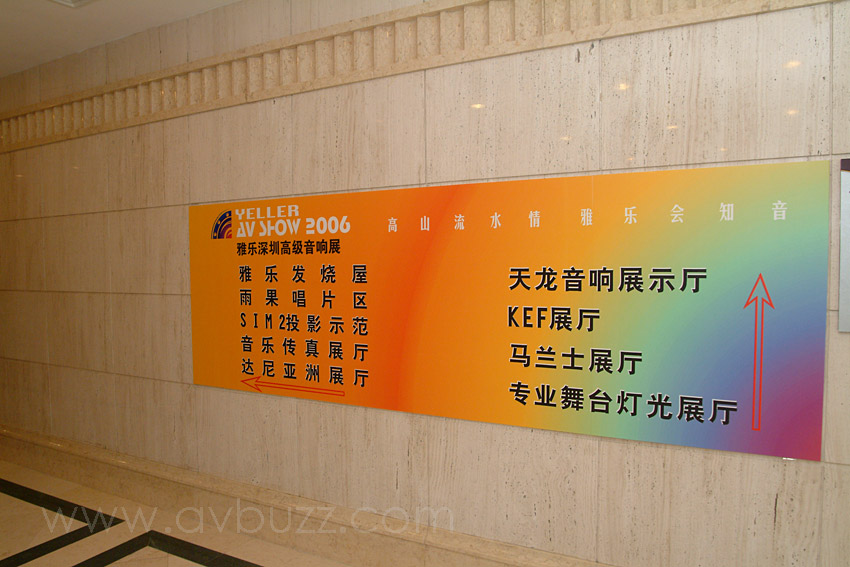 YELLER
AV SHOW 2006
雅乐深圳高级音响展
高山流水情 雅乐会知音
雅乐发烧屋
雨果唱片区
SIM2投影示范
音乐传真展厅
达尼亚洲展厅
天龙音响展示厅
KEF展厅
马兰士展厅
专业舞台灯光展厅
www.avbuzz.com